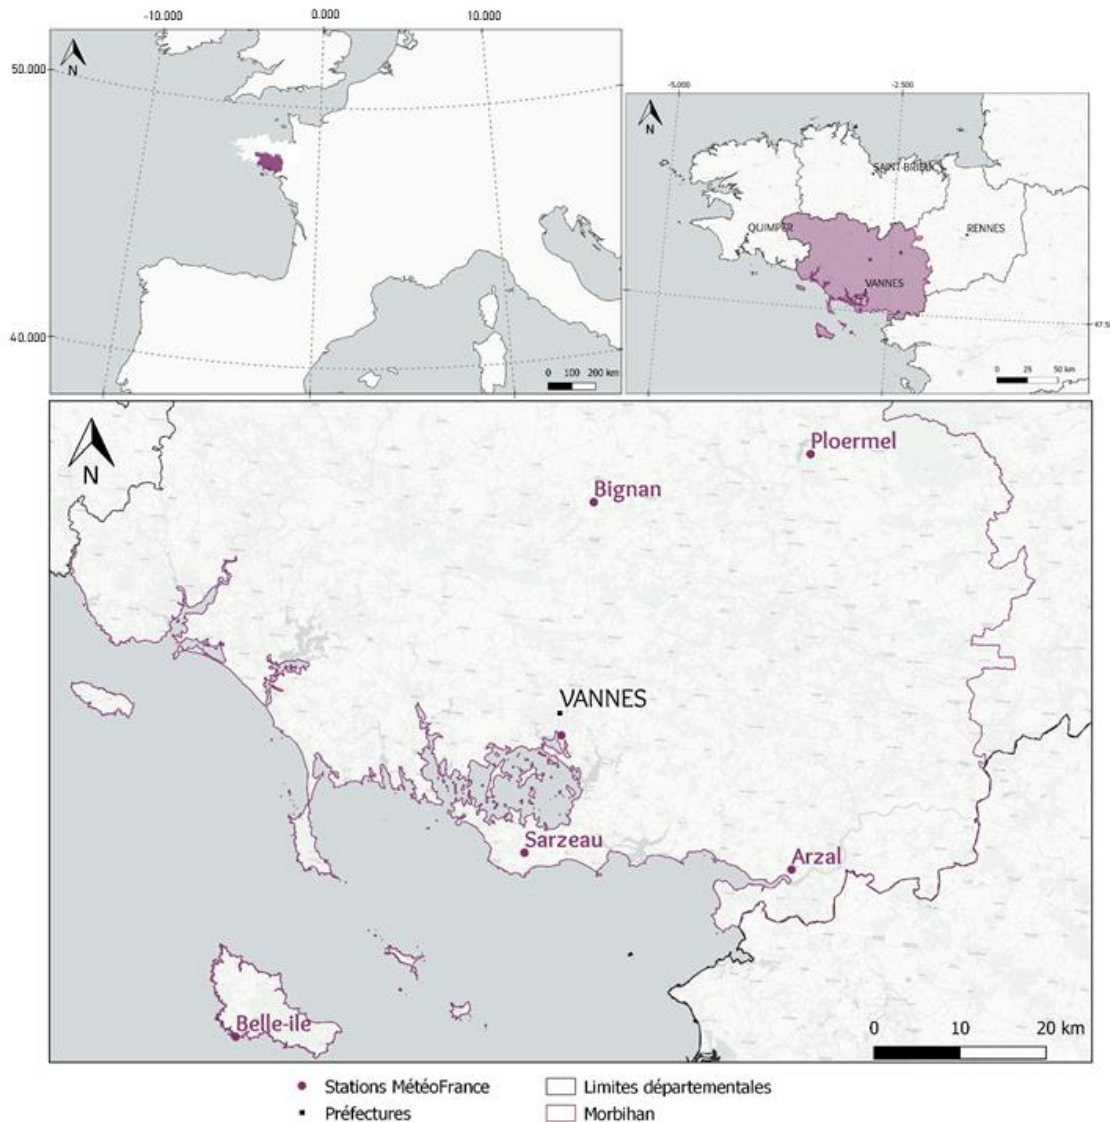 -10.000
0.000
10.000
50.000
N
40.000
0 100 200 km
-5.000
-2.500
N
SAINT-BRIEUC
QUIMPER
RENNES
VANNES
0 25 50 km
N
Ploermel
Bignan
VANNES
Sarzeau
Arzal
Belle-ile
0 10 20 km
Stations MétéoFrance
Limites départementales
Préfectures
Morbihan